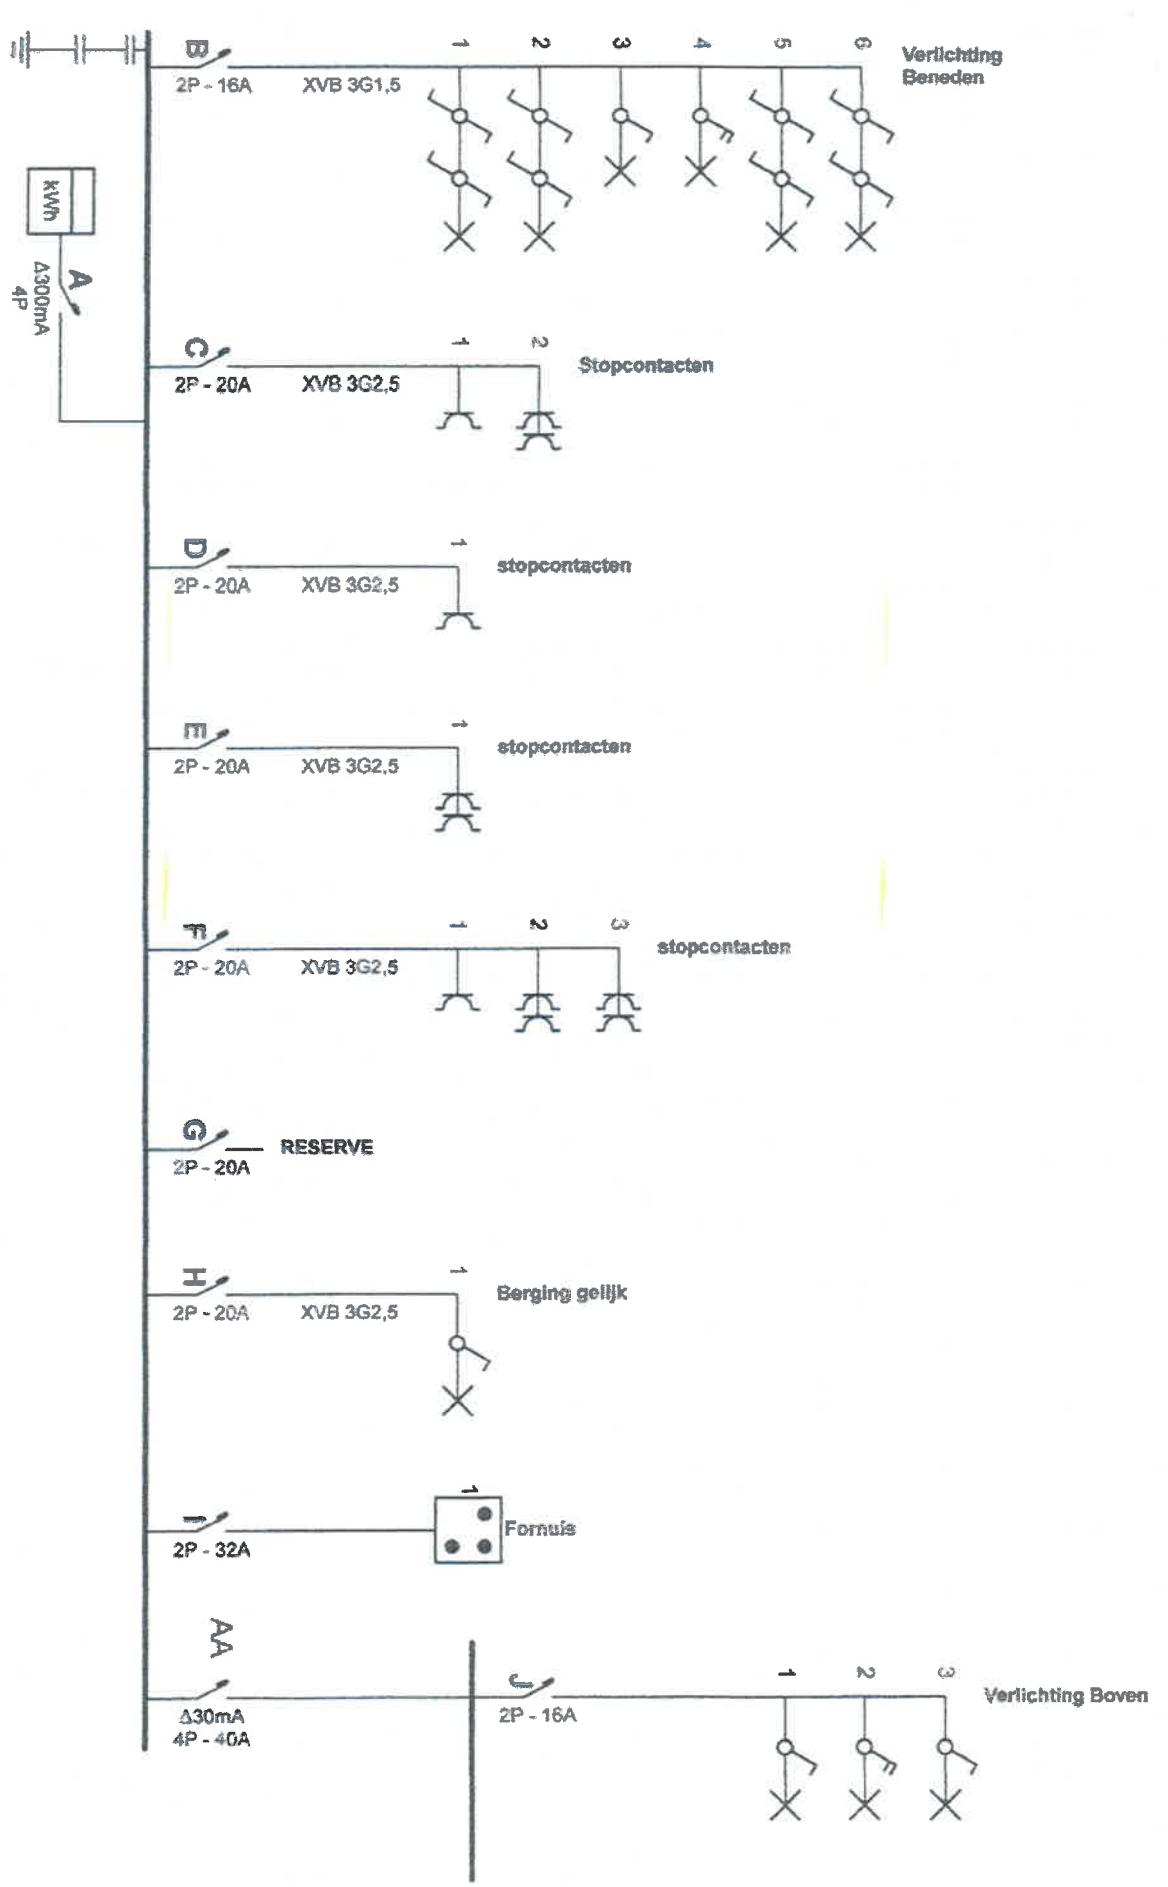 B
2P - 16A
XVB 3G1,5
1
2
3
4
5
6
Verlichting
Beneden
kWh
A
Δ300mA
4P
C
2P - 20A
XVB 3G2,5
1
2
Stopcontacten
D
2P - 20A
XVB 3G2,5
1
stopcontacten
E
2P - 20A
XVB 3G2,5
1
stopcontacten
F
2P - 20A
XVB 3G2,5
1
2
3
stopcontacten
G
2P - 20A
RESERVE
H
2P - 20A
XVB 3G2,5
1
Berging gelijk
I
2P - 32A
1
Fornuis
AA
Δ30mA
4P - 40A
J
2P - 16A
1
2
3
Verlichting Boven